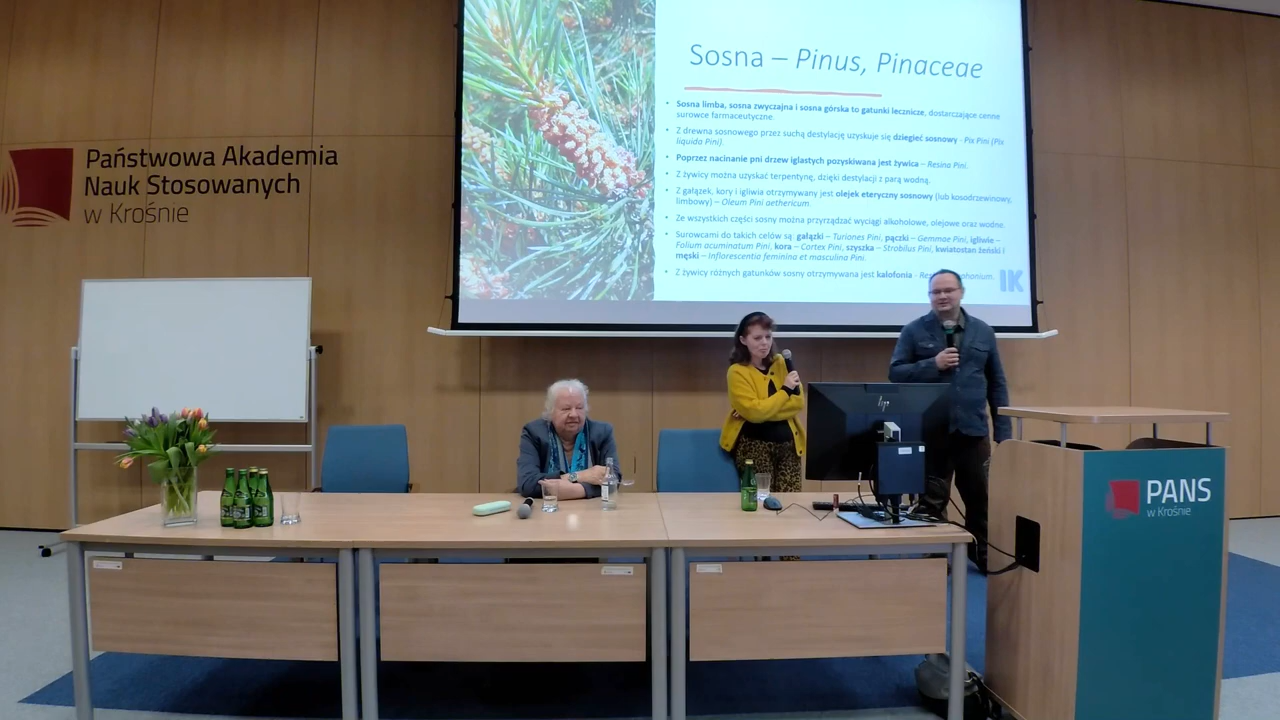 Państwowa Akademia
Nauk Stosowanych
w Krośnie
Sosna – Pinus, Pinaceae
• Sosna limba, sosna zwyczajna i sosna górska to gatunki lecznicze, dostarczające cenne
surowce farmaceutyczne.
• Z drewna sosnowego przez suchą destylację uzyskuje się dziegieć sosnowy - Pix Pini (Pix
liquida Pini).
• Poprzez nacinanie pni drzew iglastych pozyskiwana jest żywica – Resina Pini.
• Z żywicy można uzyskać terpentynę, dzięki destylacji z parą wodną.
• Z gałązek, kory i igliwia otrzymywany jest olejek eteryczny sosnowy (lub kosodrzewinowy,
limbowy) – Oleum Pini aethericum.
• Ze wszystkich części sosny można przyrządzać wyciągi alkoholowe, olejowe oraz wodne.
• Surowcami do takich celów są gałązki – Turiones Pini, pączki – Gemmae Pini, igliwie –
Folium acuminatum Pini, kora – Cortex Pini, szyszka – Strobilus Pini, kwiatostan żeński i
męski – Inflorescentia feminina et masculina Pini.
• Z żywicy różnych gatunków sosny otrzymywana jest kalofonia -
IK
hp
PANS
w Krośnie